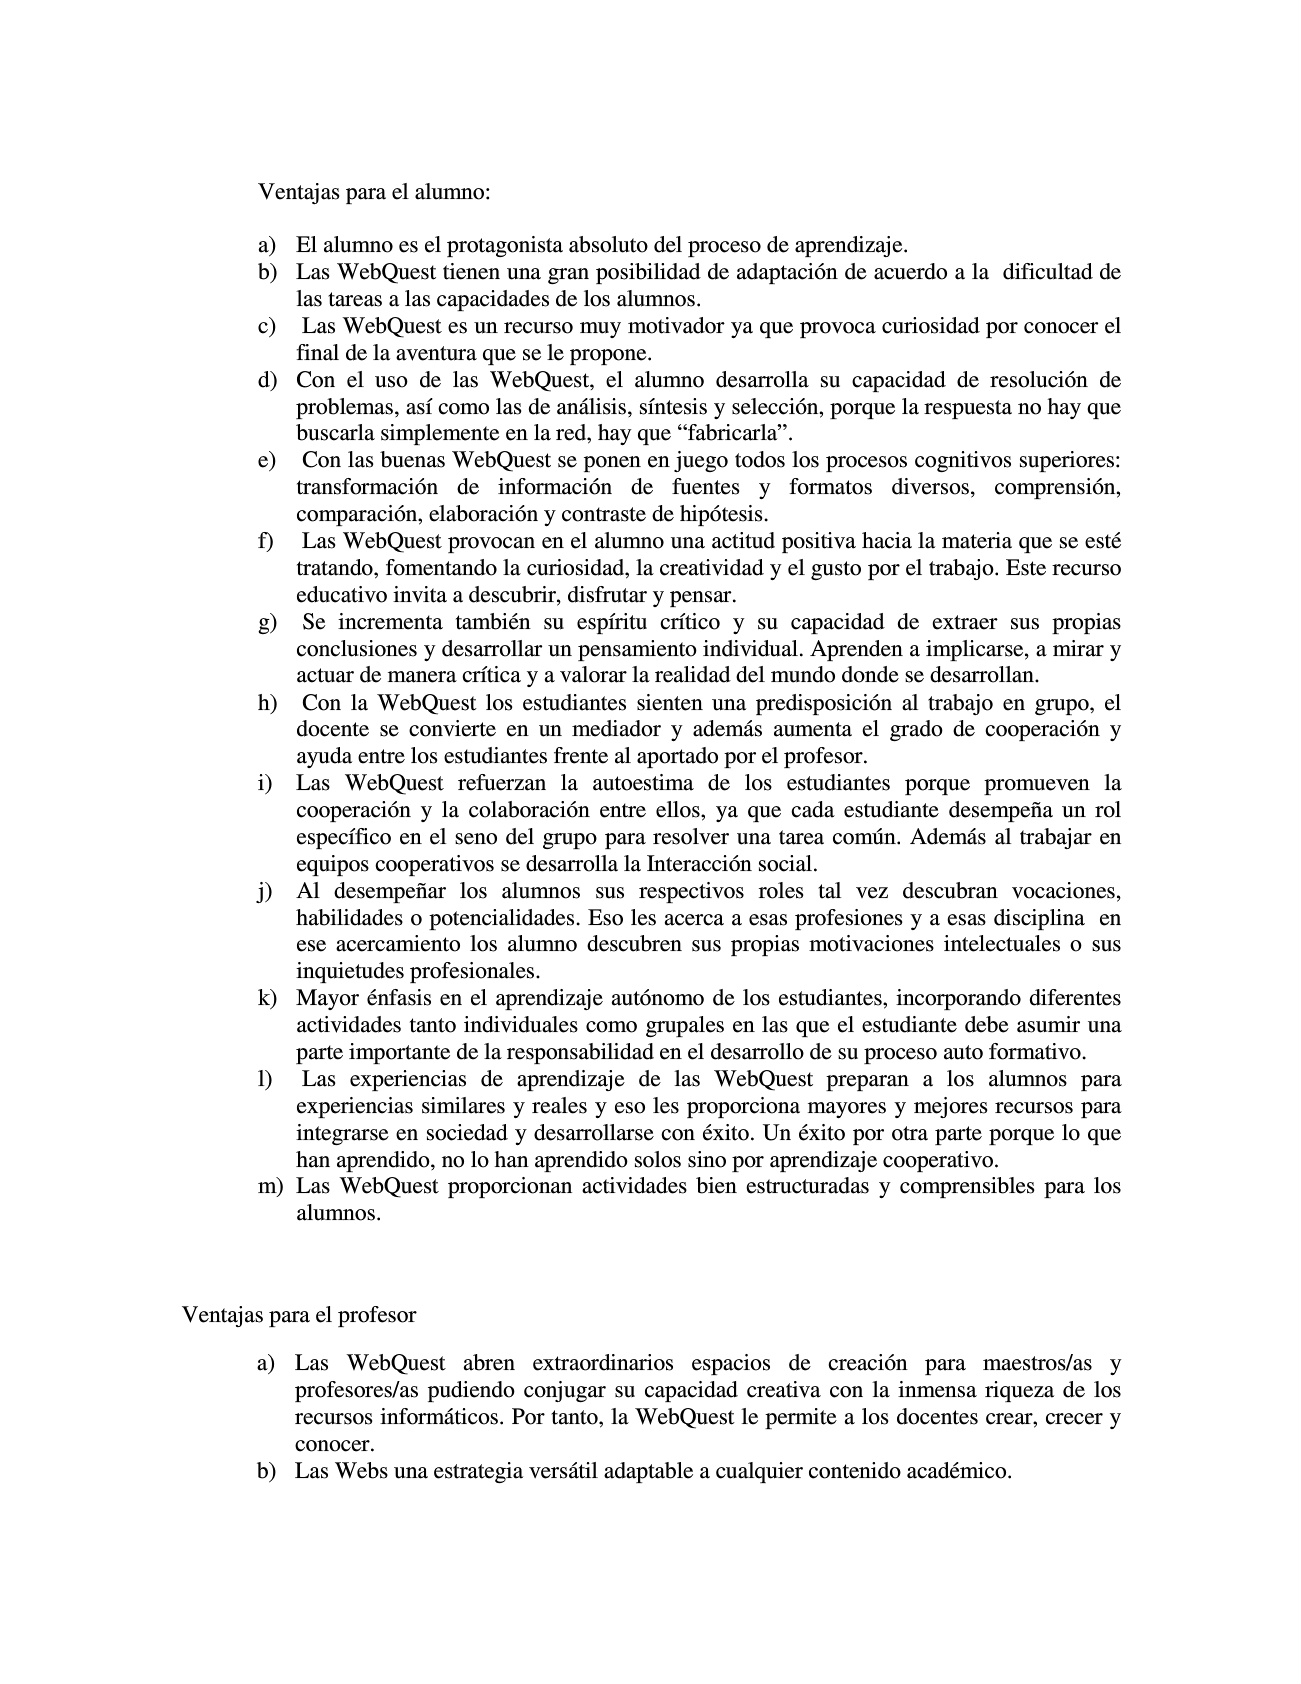 Ventajas para el alumno:
a) El alumno es el protagonista absoluto del proceso de aprendizaje.
b) Las WebQuest tienen una gran posibilidad de adaptación de acuerdo a la dificultad de
las tareas a las capacidades de los alumnos.
c) Las WebQuest es un recurso muy motivador ya que provoca curiosidad por conocer el
final de la aventura que se le propone.
d) Con el uso de las WebQuest, el alumno desarrolla su capacidad de resolución de
problemas, así como las de análisis, síntesis y selección, porque la respuesta no hay que
buscarla simplemente en la red, hay que “fabricarla”.
e) Con las buenas WebQuest se ponen en juego todos los procesos cognitivos superiores:
transformación de información de fuentes y formatos diversos, comprensión,
comparación, elaboración y contraste de hipótesis.
f) Las WebQuest provocan en el alumno una actitud positiva hacia la materia que se esté
tratando, fomentando la curiosidad, la creatividad y el gusto por el trabajo. Este recurso
educativo invita a descubrir, disfrutar y pensar.
g) Se incrementa también su espíritu crítico y su capacidad de extraer sus propias
conclusiones y desarrollar un pensamiento individual. Aprenden a implicarse, a mirar y
actuar de manera crítica y a valorar la realidad del mundo donde se desarrollan.
h) Con la WebQuest los estudiantes sienten una predisposición al trabajo en grupo, el
docente se convierte en un mediador y además aumenta el grado de cooperación y
ayuda entre los estudiantes frente al aportado por el profesor.
i) Las WebQuest refuerzan la autoestima de los estudiantes porque promueven la
cooperación y la colaboración entre ellos, ya que cada estudiante desempeña un rol
específico en el seno del grupo para resolver una tarea común. Además al trabajar en
equipos cooperativos se desarrolla la Interacción social.
j) Al desempeñar los alumnos sus respectivos roles tal vez descubran vocaciones,
habilidades o potencialidades. Eso les acerca a esas profesiones y a esas disciplina en
ese acercamiento los alumno descubren sus propias motivaciones intelectuales o sus
inquietudes profesionales.
k) Mayor énfasis en el aprendizaje autónomo de los estudiantes, incorporando diferentes
actividades tanto individuales como grupales en las que el estudiante debe asumir una
parte importante de la responsabilidad en el desarrollo de su proceso auto formativo.
l) Las experiencias de aprendizaje de las WebQuest preparan a los alumnos para
experiencias similares y reales y eso les proporciona mayores y mejores recursos para
integrarse en sociedad y desarrollarse con éxito. Un éxito por otra parte porque lo que
han aprendido, no lo han aprendido solos sino por aprendizaje cooperativo.
m) Las WebQuest proporcionan actividades bien estructuradas y comprensibles para los
alumnos.
Ventajas para el profesor
a) Las WebQuest abren extraordinarios espacios de creación para maestros/as y
profesores/as pudiendo conjugar su capacidad creativa con la inmensa riqueza de los
recursos informáticos. Por tanto, la WebQuest le permite a los docentes crear, crecer y
conocer.
b) Las Webs una estrategia versátil adaptable a cualquier contenido académico.